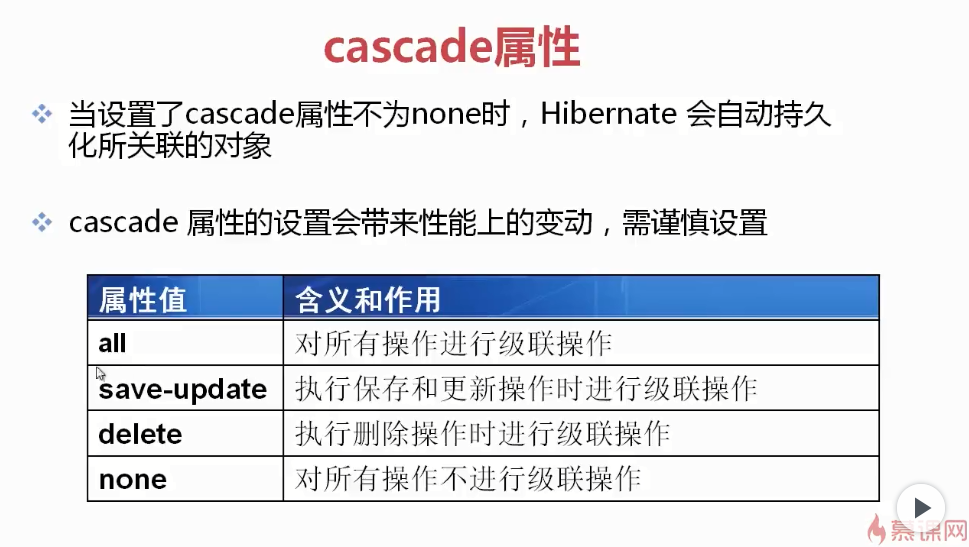 cascade属性
当设置了cascade属性不为none时，Hibernate 会自动持久
化所关联的对象
cascade 属性的设置会带来性能上的变动，需谨慎设置
属性值 含义和作用
all 对所有操作进行级联操作
save-update 执行保存和更新操作时进行级联操作
delete 执行删除操作时进行级联操作
none 对所有操作不进行级联操作
慕课网